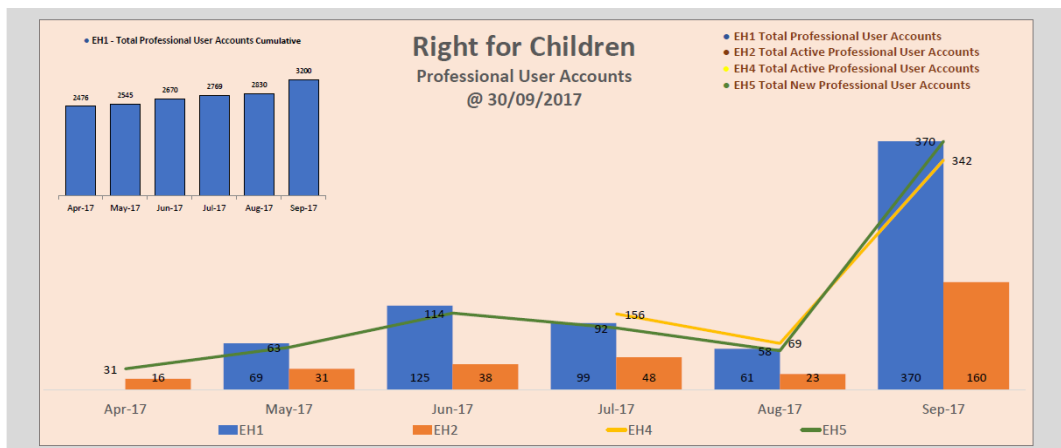 EH1 - Total Professional User Accounts Cumulative
2476
2545
2670
2769
2830
3200
Apr-17
May-17
Jun-17
Jul-17
Aug-17
Sep-17
Right for Children
Professional User Accounts
@ 30/09/2017
EH1 Total Professional User Accounts
EH2 Total Active Professional User Accounts
EH4 Total Active Professional User Accounts
EH5 Total New Professional User Accounts
370
342
156
114
92
69
58
63
31
16
69
31
125
38
99
48
61
23
370
160
Apr-17
May-17
Jun-17
Jul-17
Aug-17
Sep-17
EH1
EH2
EH4
EH5